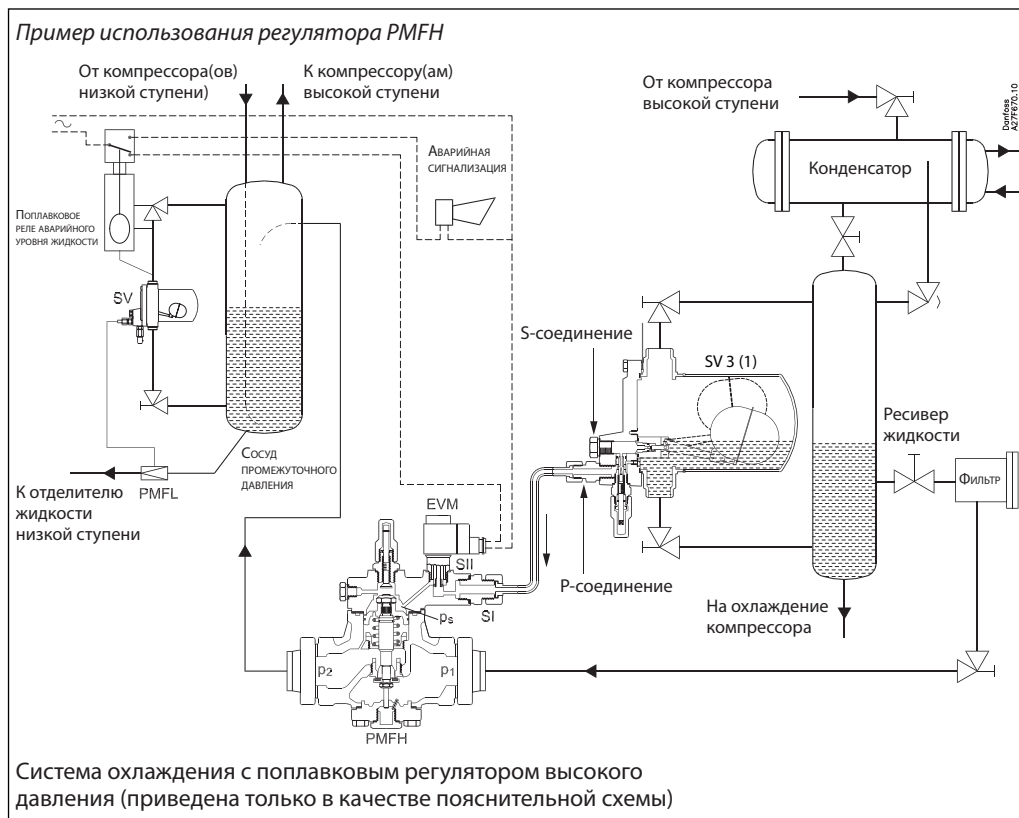 Пример использования регулятора PMFH
От компрессора(ов)
низкой ступени)
К компрессору(ам)
высокой ступени
От компрессора
высокой ступени
Danfoss
A27F670.10
Аварийная
сигнализация
Конденсатор
Поплавковое
реле аварийного
уровня жидкости
SV
S-соединение
SV 3 (1)
Ресивер
жидкости
Фильтр
Сосуд
промежуточного
давления
К отделителю
жидкости
низкой ступени
PMFL
EVM
SII
P-соединение
На охлаждение
компрессора
ps
SI
p2
p1
PMFH
Система охлаждения с поплавковым регулятором высокого
давления (приведена только в качестве пояснительной схемы)